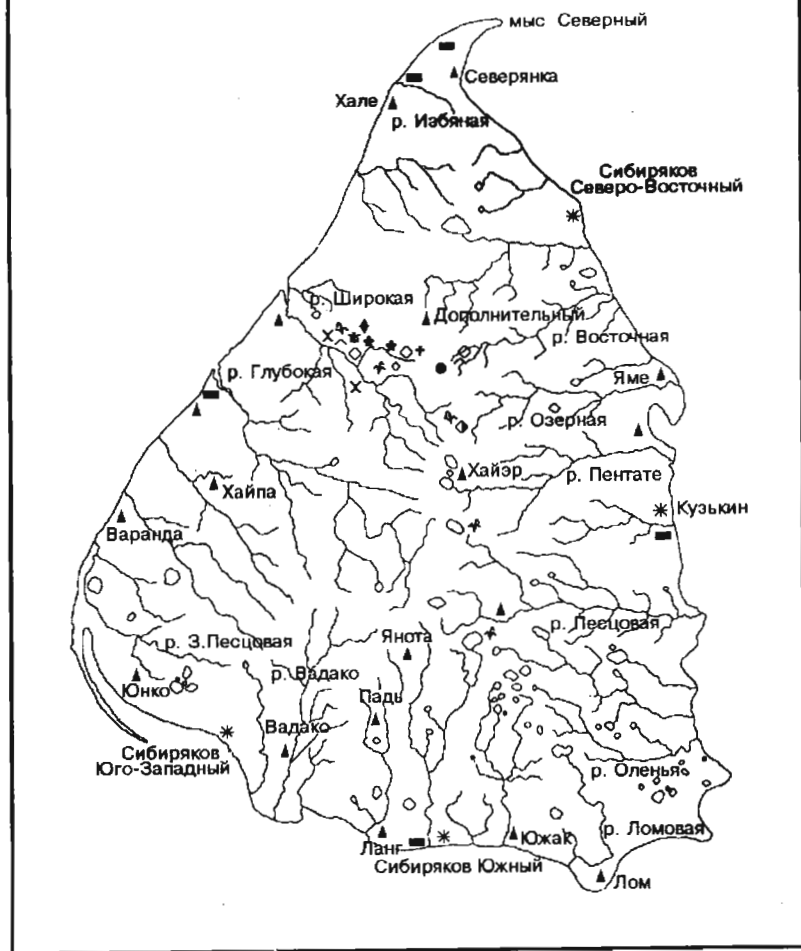 мыс Северный
Северянка
Хале
р. Избяная
Сибиряков
Северо-Восточный
р. Широкая
Дополнительный
р. Восточная
р. Глубокая
Яме
р. Озерная
Хайэр
р. Пентате
Хайпа
Кузькин
Варанда
р. Песцовая
р. З.Песцовая
Янота
р. Вадако
Юнко
Падь
Вадако
Сибиряков
Юго-Западный
р. Оленья
р. Ломовая
Ланг
Южак
Сибиряков Южный
Лом